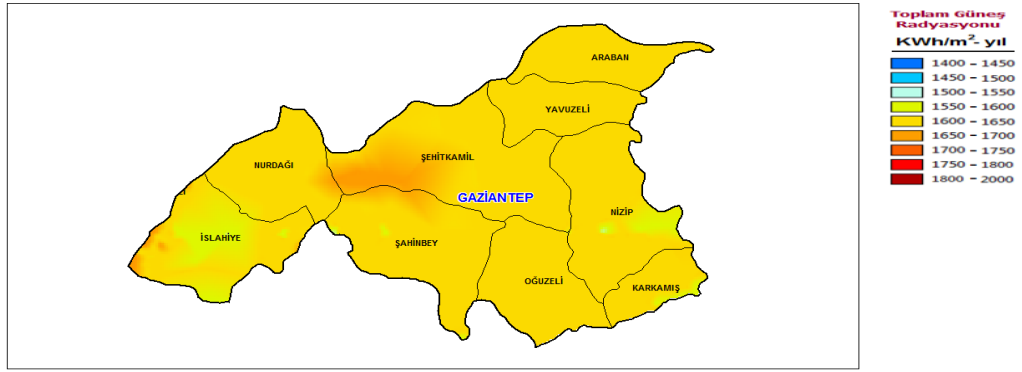 ARABAN
YAVUZELİ
ŞEHİTKAMİL
NURDAĞI
GAZİANTEP
NİZİP
İSLAHİYE
ŞAHİNBEY
OĞUZELİ
KARKAMIŞ
Toplam Güneş
Radyasyonu
KWh/m²- yıl
1400 - 1450
1450 - 1500
1500 - 1550
1550 - 1600
1600 - 1650
1650 - 1700
1700 - 1750
1750 - 1800
1800 - 2000